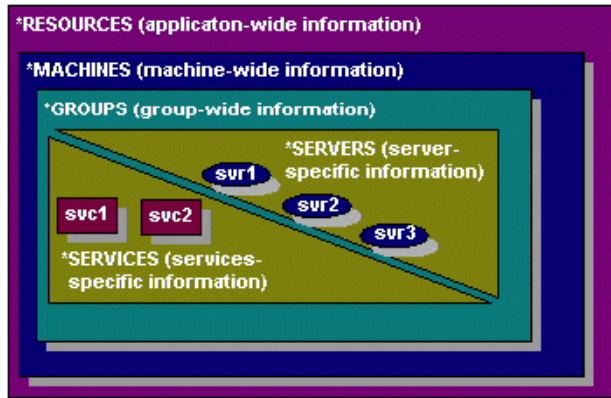 *RESOURCES (applicaton-wide information)
*MACHINES (machine-wide information)
*GROUPS (group-wide information)
*SERVERS (server-
specific information)
svr1
svr2
svr3
svc1
svc2
*SERVICES (services-
specific information)